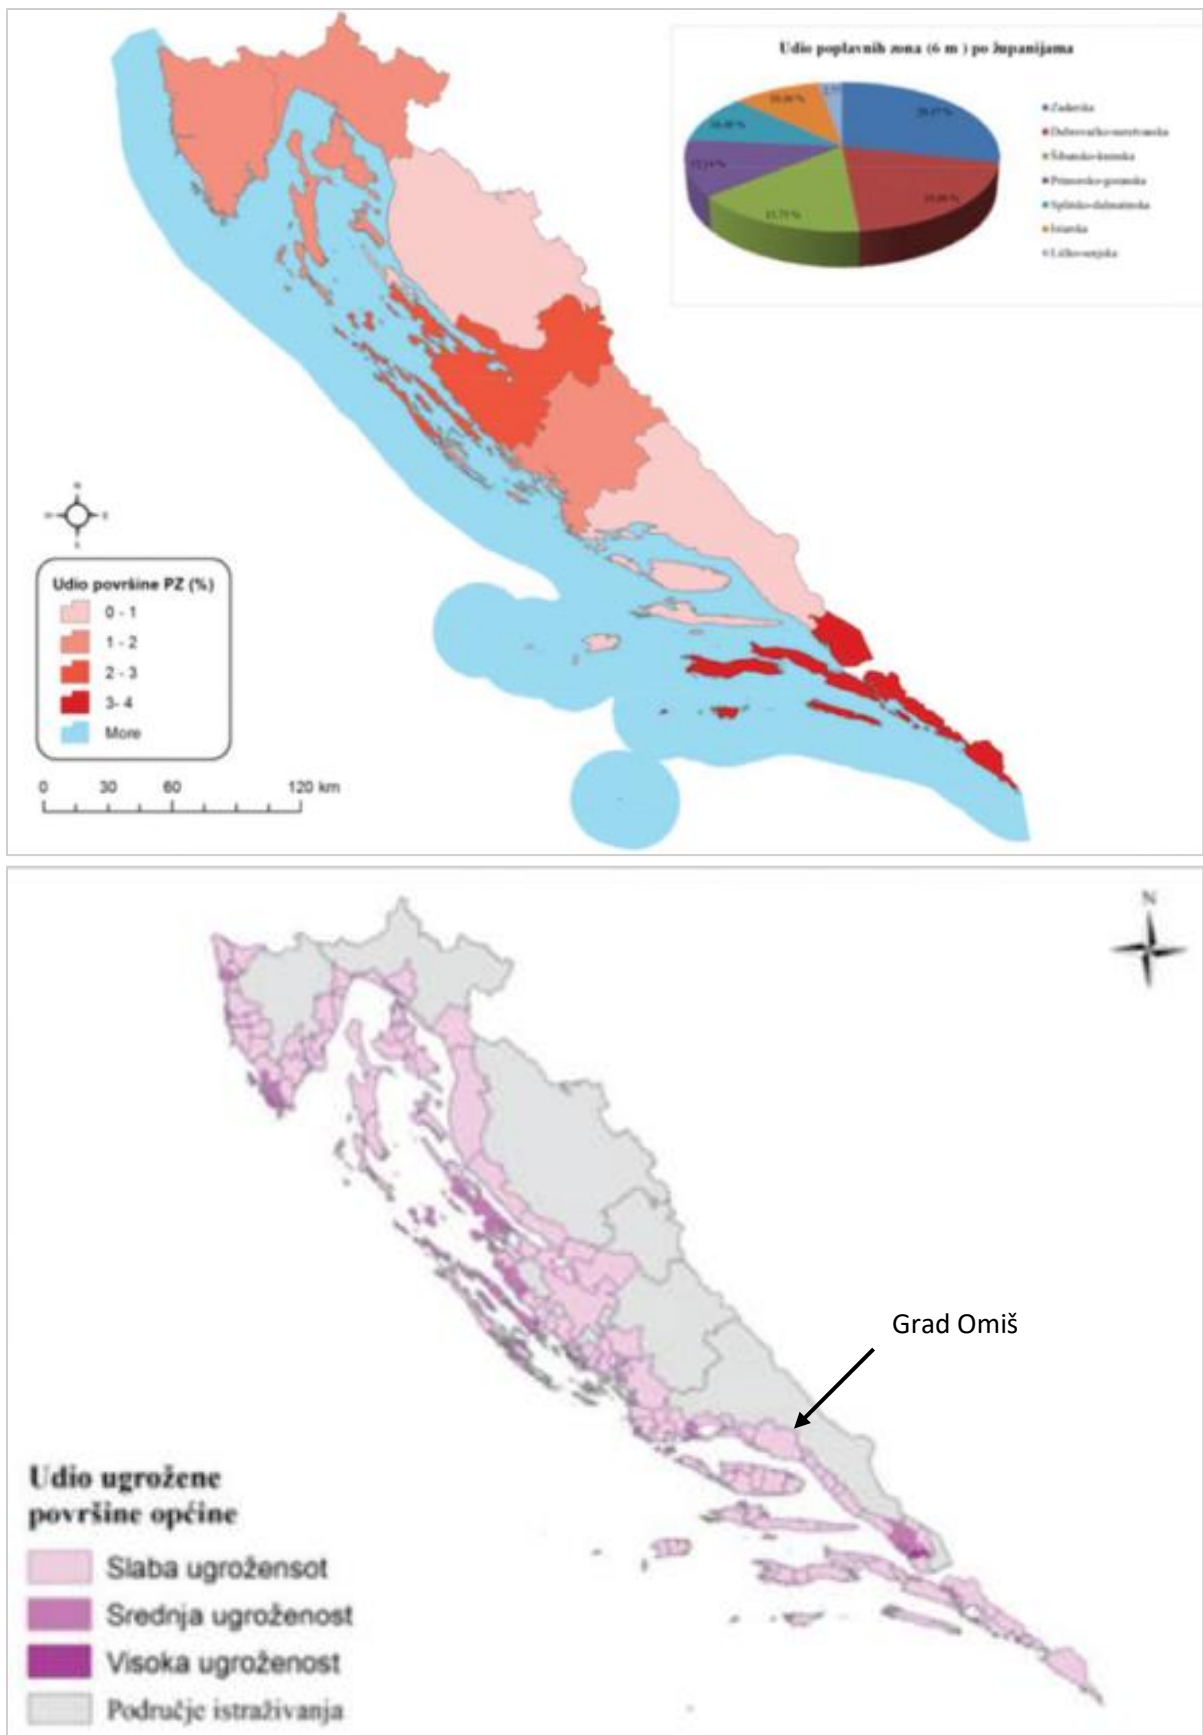 Udio poplavnih zona (6 m ) po županijama
Zadarska
Dubrovačko-neretvanska
Šibensko-kninska
Primorsko-goranska
Splitsko-dalmatinska
Istarska
Ličko-senjska
15.75 %
N
E
S
Udio površine PZ (%)
0 - 1
1 - 2
2 - 3
3- 4
More
0 30 60 120 km
N
Grad Omiš
Udio ugrožene
površine općine
Slaba ugrožensot
Srednja ugroženost
Visoka ugroženost
Područje istraživanja